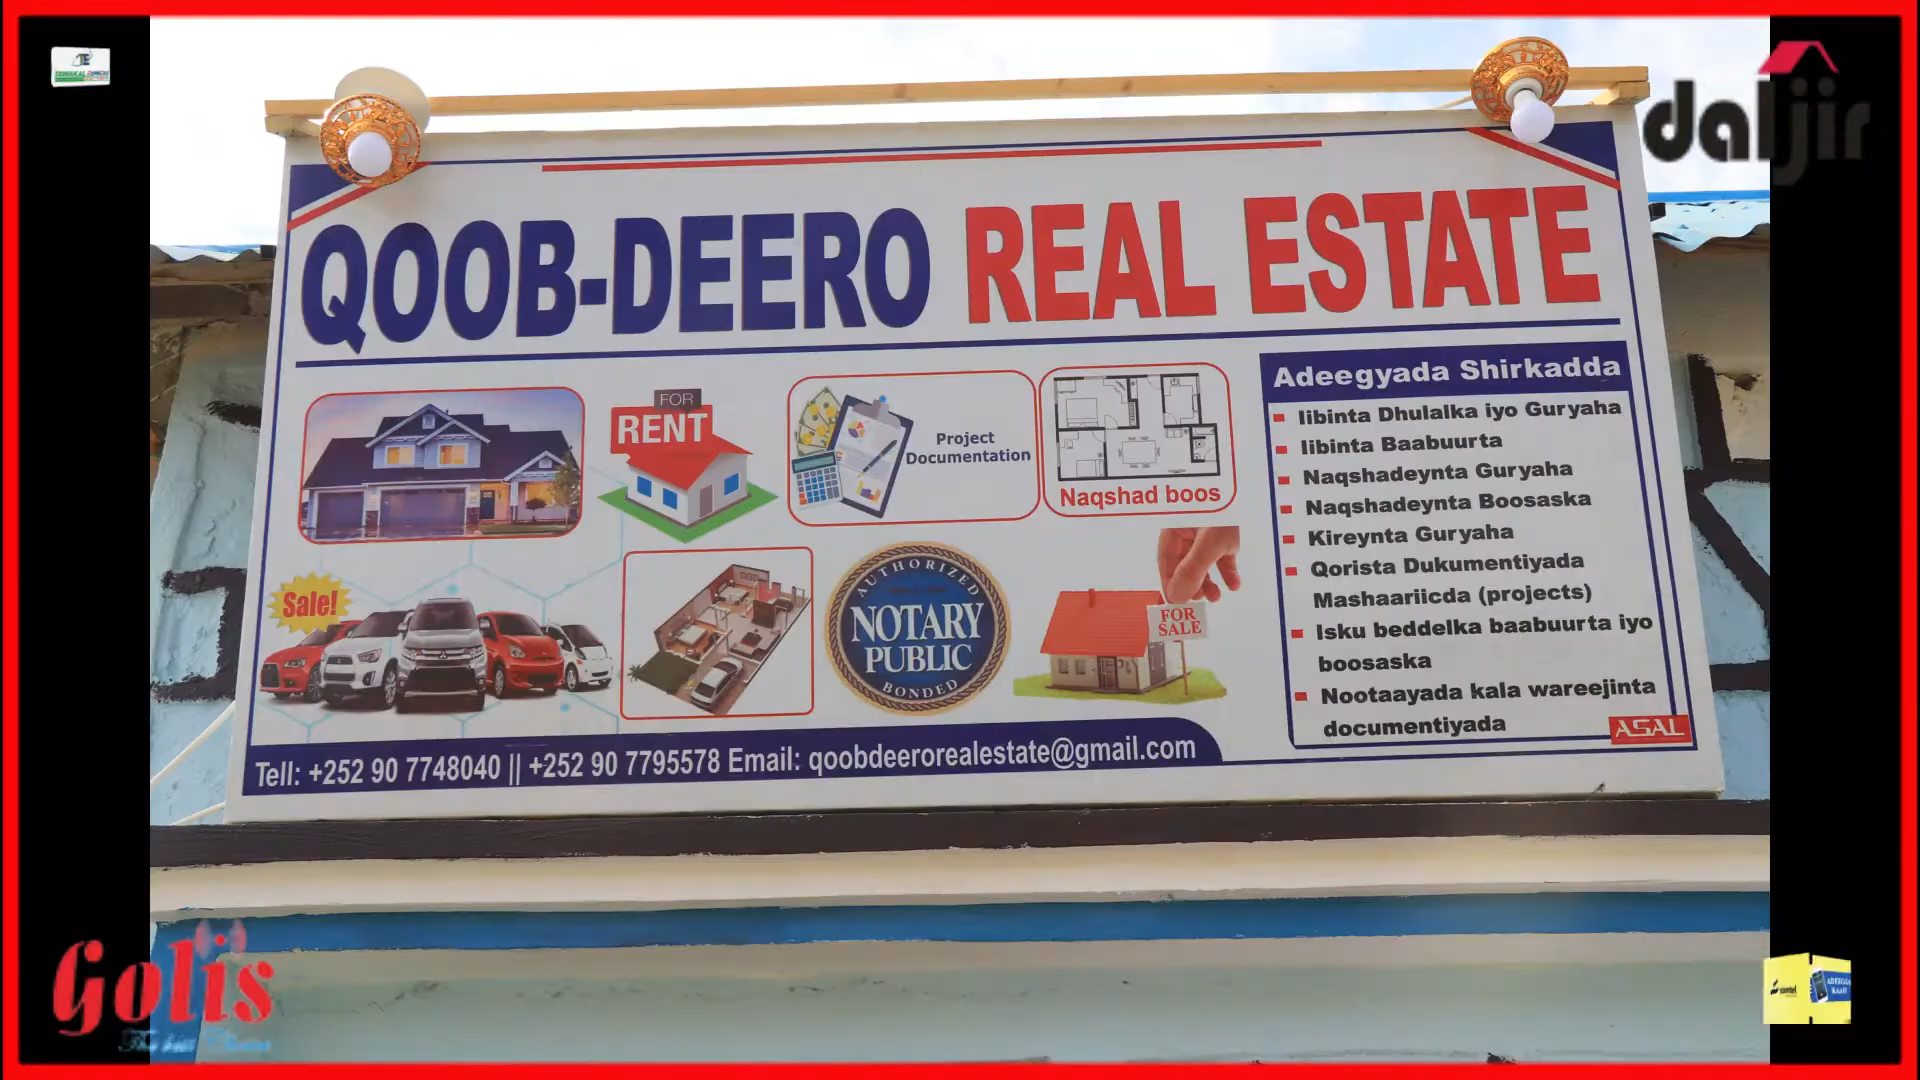 daljir
QOOB-DEERO REAL ESTATE
FOR
RENT
Project
Documentation
Naqshad boos
Sale!
AUTHORIZED
NOTARY
PUBLIC
BONDED
FOR
SALE
Adeegyada Shirkadda
Iibinta Dhulalka iyo Guryaha
Iibinta Baabuurta
Naqshadeynta Guryaha
Naqshadeynta Boosaska
Kireynta Guryaha
Qorista Dukumentiyada
Mashaariicda (projects)
Isku beddelka baabuurta iyo
boosaska
Nootaayada kala wareejinta
documentiyada
ASAL
Tell: +252 90 7748040 || +252 90 7795578 Email: qoobdeerorealestate@gmail.com
Golis
somtel